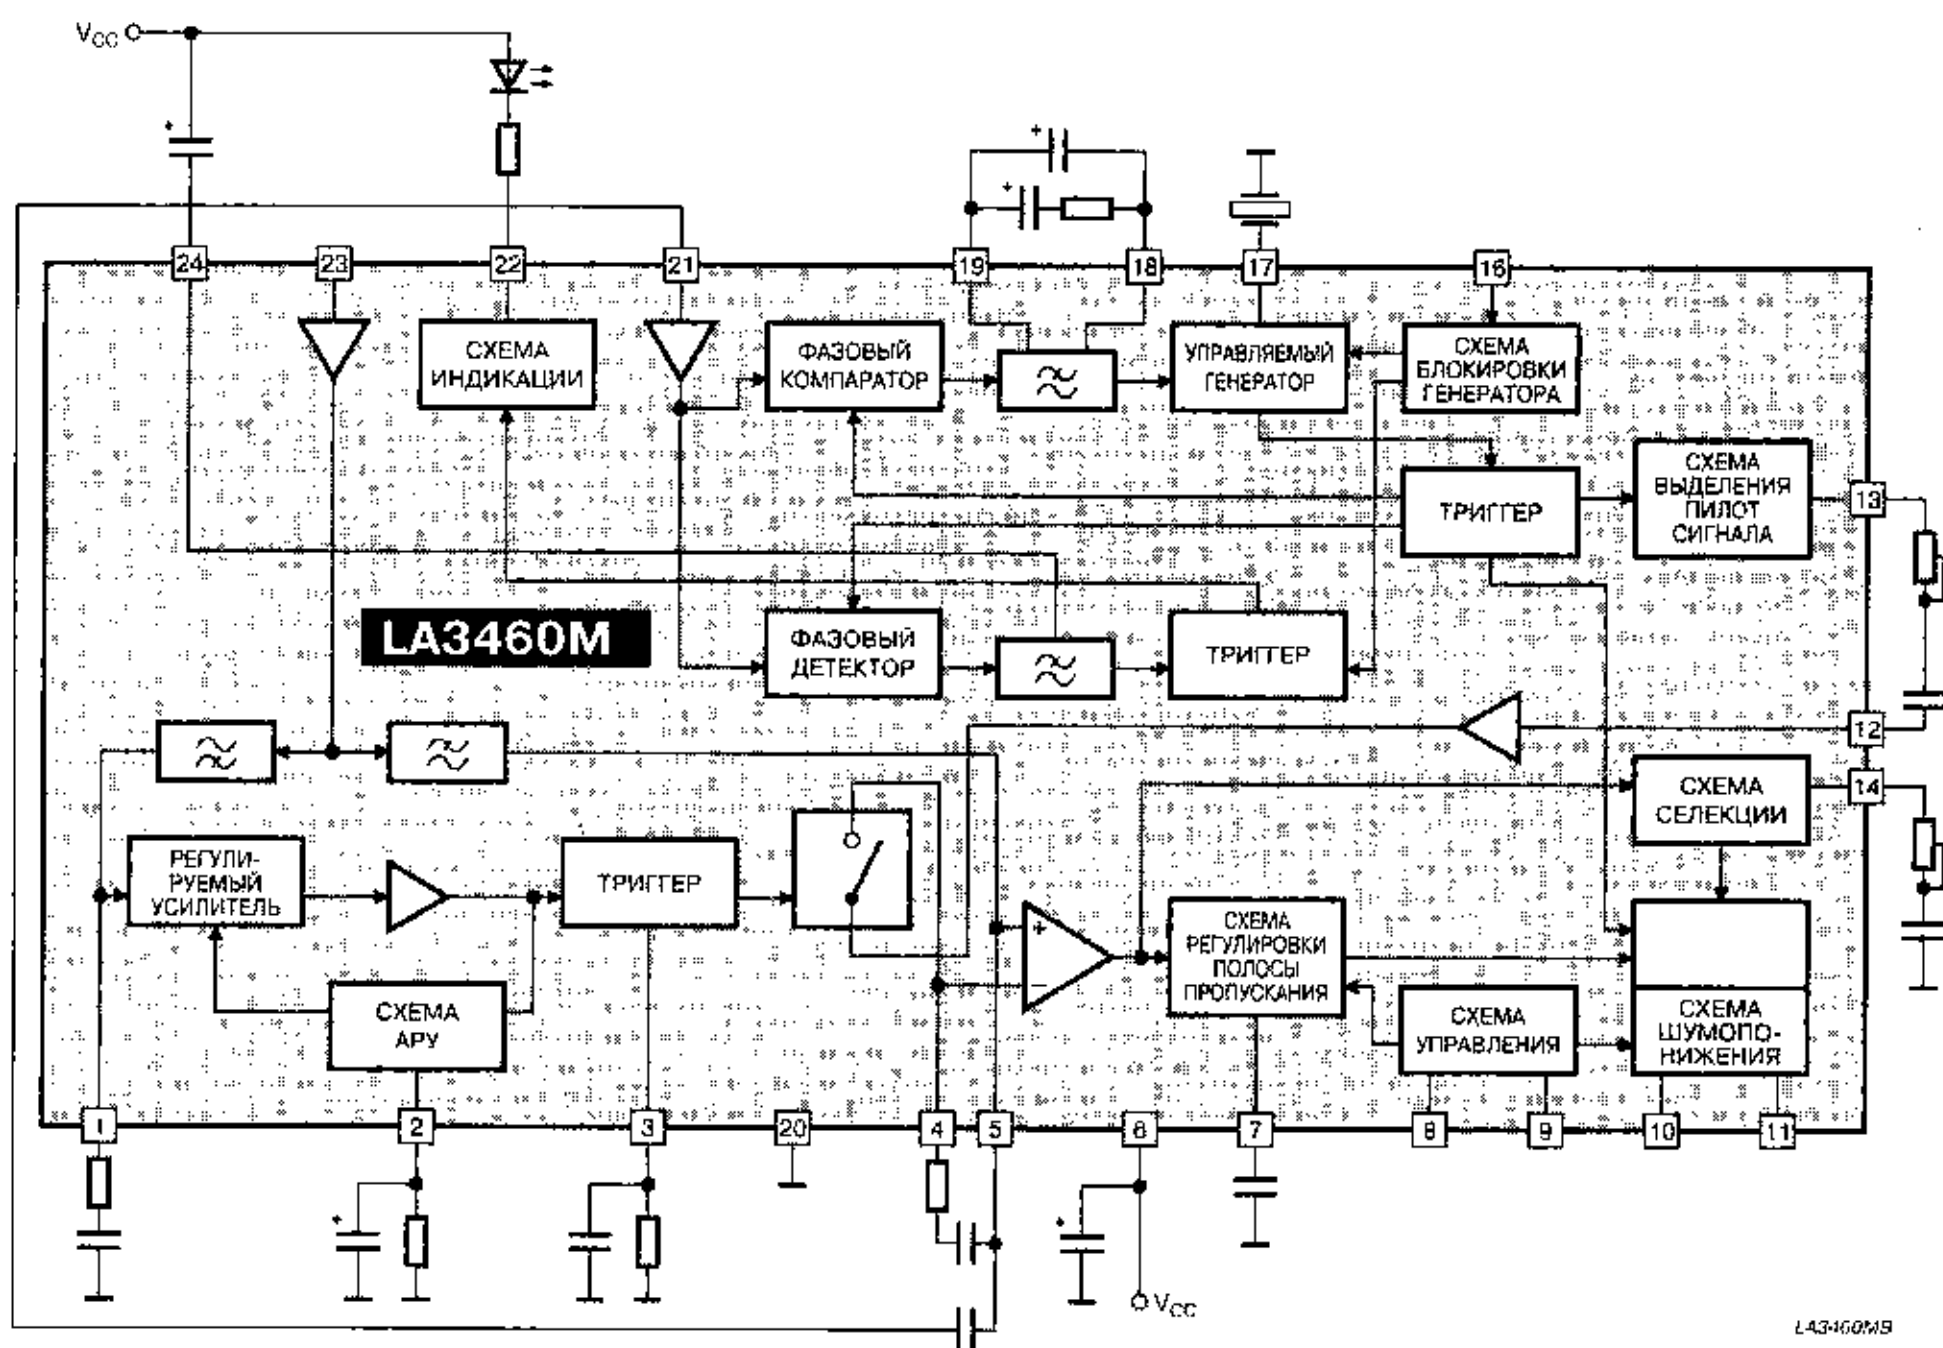 VCC
24
23
22
21
19
18
17
16
СХЕМА
ИНДИКАЦИИ
ФАЗОВЫЙ
КОМПАРАТОР
УПРАВЛЯЕМЫЙ
ГЕНЕРАТОР
СХЕМА
БЛОКИРОВКИ
ГЕНЕРАТОРА
ТРИГГЕР
СХЕМА
ВЫДЕЛЕНИЯ
ПИЛОТ
СИГНАЛА
13
LA3460M
ФАЗОВЫЙ
ДЕТЕКТОР
ТРИГГЕР
12
СХЕМА
СЕЛЕКЦИИ
14
РЕГУЛИ-
РУЕМЫЙ
УСИЛИТЕЛЬ
ТРИГГЕР
+
−
СХЕМА
РЕГУЛИРОВКИ
ПОЛОСЫ
ПРОПУСКАНИЯ
СХЕМА
АРУ
СХЕМА
УПРАВЛЕНИЯ
СХЕМА
ШУМОПО-
НИЖЕНИЯ
1
2
3
20
4
5
6
7
8
9
10
11
VCC
LA3460MB